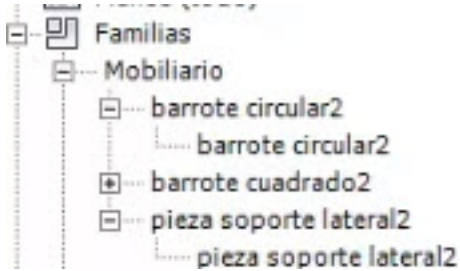 Familias
Mobiliario
barrote circular2
barrote circular2
barrote cuadrado2
pieza soporte lateral2
pieza soporte lateral2